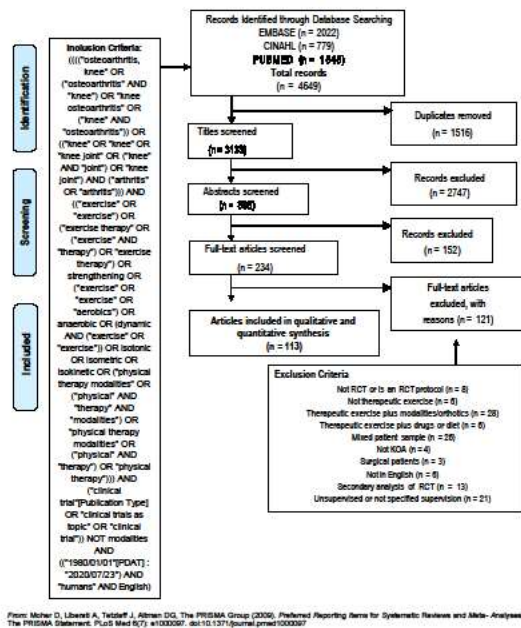 Identification
Screening
Included
Inclusion Criteria:
(((("osteoarthritis,
knee" OR
("osteoarthritis" AND
"knee") OR "knee
osteoarthritis" OR
("knee" AND
"osteoarthritis")) OR
(("knee" OR "knee" OR
"knee joint" OR ("knee"
AND "joint") OR "knee
joint") AND ("arthritis"
OR "arthritis"))) AND
(("exercise" OR
"exercise") OR
("exercise therapy" OR
("exercise" AND
"therapy") OR "exercise
therapy") OR
strengthening OR
("exercise" OR
"exercise" OR
"aerobics") OR
anaerobic OR (dynamic
AND ("exercise" OR
"exercise")) OR isotonic
OR isometric OR
isokinetic OR ("physical
therapy modalities" OR
("physical" AND
"therapy" AND
"modalities") OR
"physical therapy
modalities" OR
("physical" AND
"therapy") OR "physical
therapy"))) AND
("clinical
trial"[Publication Type]
OR "clinical trials as
topic" OR "clinical
trial")) NOT modalities
AND
(("1980/01/01"[PDAT] :
"2020/07/23") AND
"humans" AND English)
Records Identified through Database Searching
EMBASE (n = 2022)
CINAHL (n = 779)
PUBMED (n = 1848)
Total records
(n = 4649)
Duplicates removed
(n = 1516)
Titles screened
(n = 3133)
Records excluded
(n = 2747)
Abstracts screened
(n = 386)
Records excluded
(n = 152)
Full-text articles screened
(n = 234)
Full-text articles
excluded, with
reasons (n = 121)
Articles included in qualitative and
quantitative synthesis
(n = 113)
Exclusion Criteria
Not RCT or is an RCT protocol (n = 8)
Not therapeutic exercise (n = 6)
Therapeutic exercise plus modalities/orthotics (n = 28)
Therapeutic exercise plus drugs or diet (n = 6)
Mixed patient sample (n = 26)
Not KOA (n = 4)
Surgical patients (n = 3)
Not in English (n = 6)
Secondary analysis of RCT (n = 13)
Unsupervised or not specified supervision (n = 21)
From: Moher D, Liberati A, Tetzlaff J, Altman DG, The PRISMA Group (2009). Preferred Reporting Items for Systematic Reviews and Meta- Analyses:
The PRISMA Statement. PLoS Med 6(7): e1000097. doi:10.1371/journal.pmed1000097